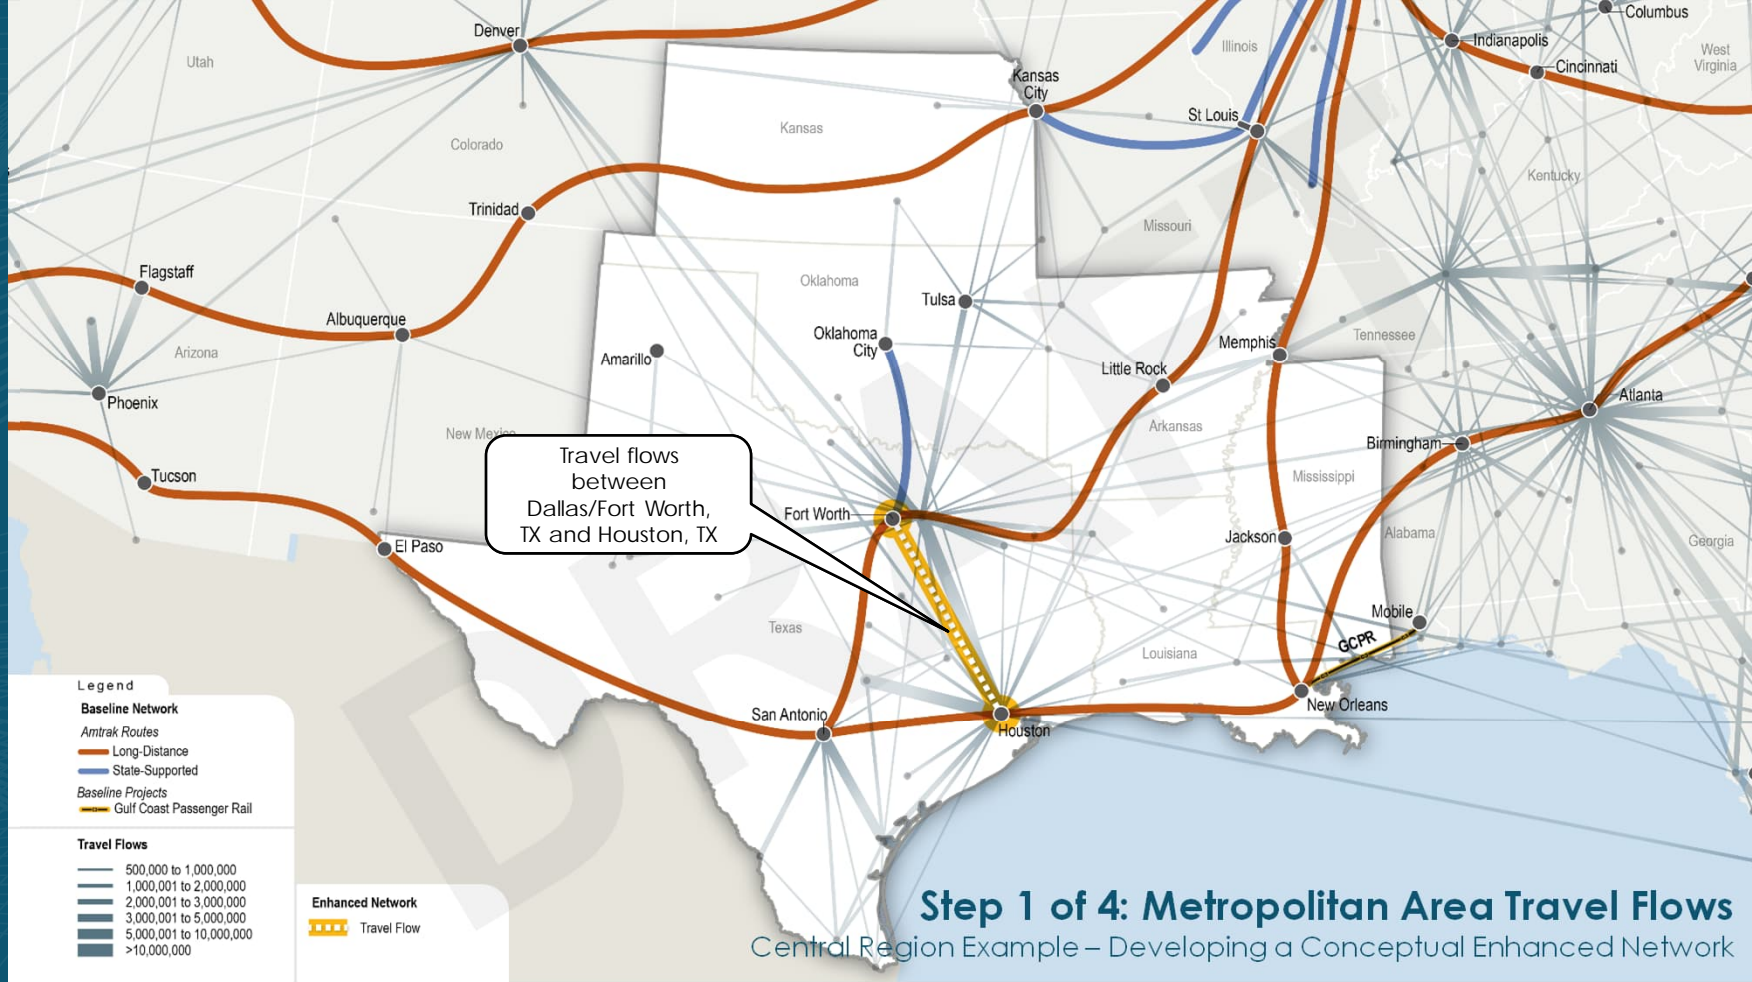 Denver
Utah
Colorado
Kansas
Kansas
City
Illinois
St Louis
Indianapolis
Columbus
Cincinnati
West
Virginia
Kentucky
Missouri
Trinidad
Flagstaff
Albuquerque
Arizona
Phoenix
New Mexico
Tucson
El Paso
Amarillo
Oklahoma
Tulsa
Oklahoma
City
Little Rock
Arkansas
Memphis
Tennessee
Atlanta
Birmingham
Mississippi
Alabama
Georgia
Jackson
Mobile
GCPR
New Orleans
Louisiana
Fort Worth
Texas
San Antonio
Houston
Travel flows
between
Dallas/Fort Worth,
TX and Houston, TX
DRAFT
Legend
Baseline Network
Amtrak Routes
Long-Distance
State-Supported
Baseline Projects
Gulf Coast Passenger Rail
Travel Flows
500,000 to 1,000,000
1,000,001 to 2,000,000
2,000,001 to 3,000,000
3,000,001 to 5,000,000
5,000,001 to 10,000,000
>10,000,000
Enhanced Network
Travel Flow
Step 1 of 4: Metropolitan Area Travel Flows
Central Region Example – Developing a Conceptual Enhanced Network